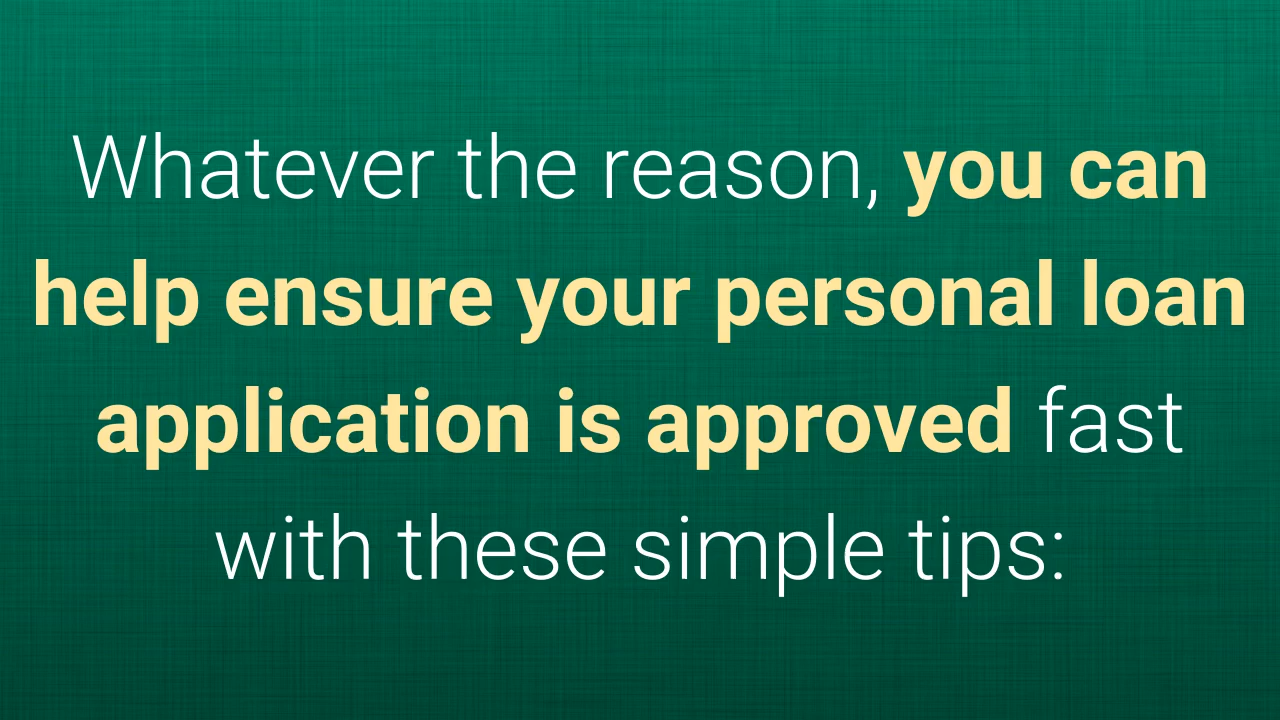 Whatever the reason, you can
help ensure your personal loan
application is approved fast
with these simple tips: